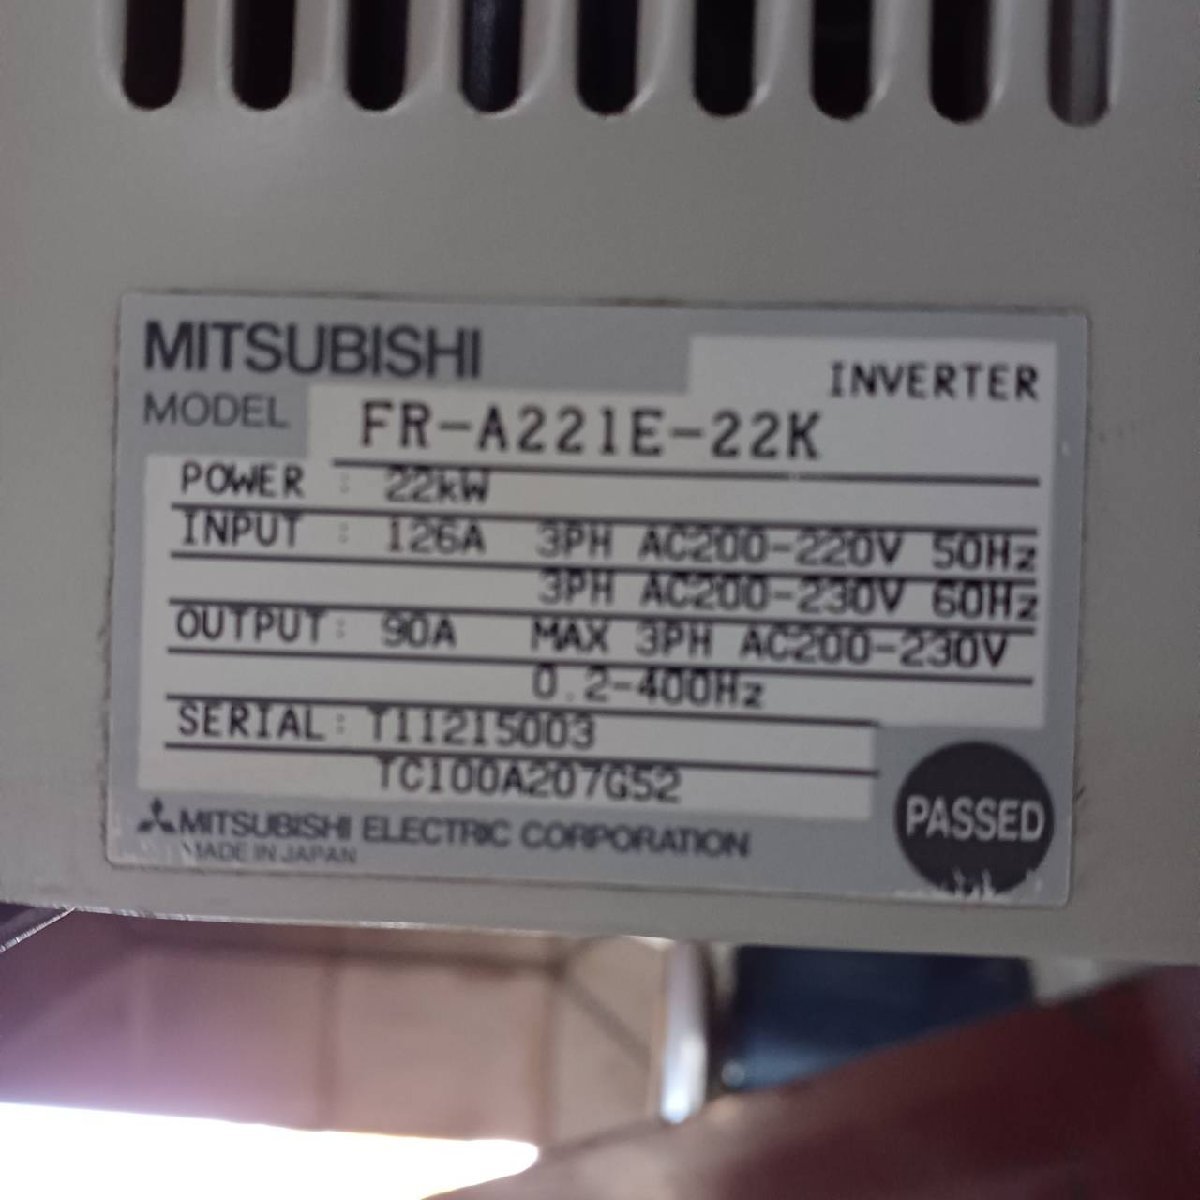 MITSUBISHI
INVERTER
MODEL FR-A221E-22K
POWER : 22kW
INPUT : 126A 3PH AC200-220V 50Hz
3PH AC200-230V 60Hz
OUTPUT: 90A MAX 3PH AC200-230V
0.2-400Hz
SERIAL: T11215003
TC100A207G52
MITSUBISHI ELECTRIC CORPORATION
MADE IN JAPAN
PASSED